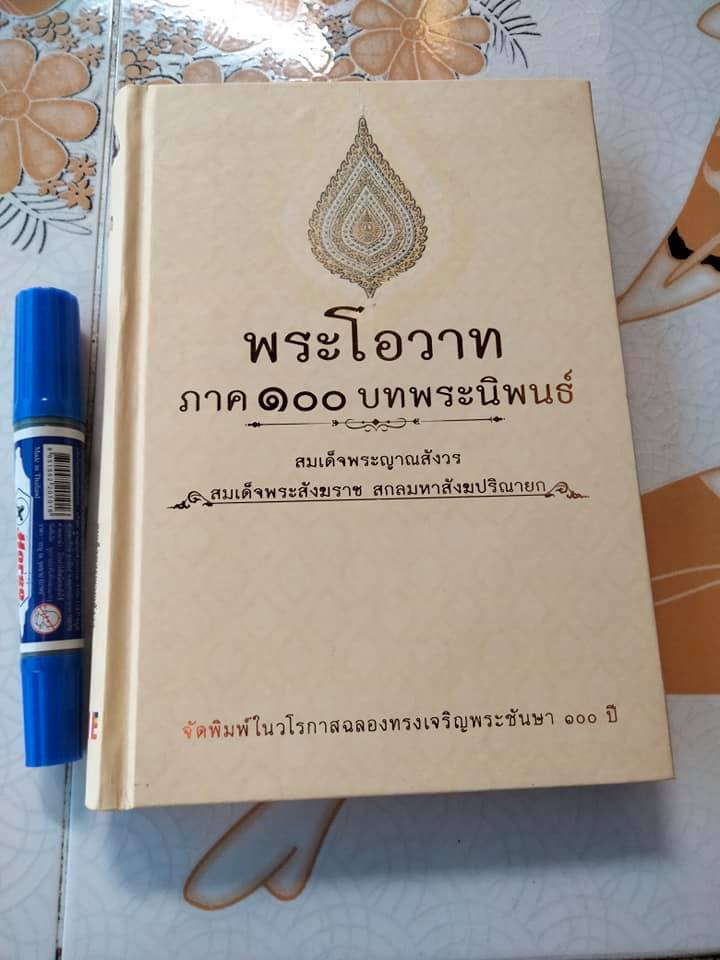 พระโอวาท
ภาค ๑๐๐ บทพระนิพนธ์
สมเด็จพระญาณสังวร
สมเด็จพระสังฆราช สกลมหาสังฆปริณายก
จัดพิมพ์ในวโรกาสฉลองทรงเจริญพระชันษา ๑๐๐ ปี
Made in Thailand
Horse